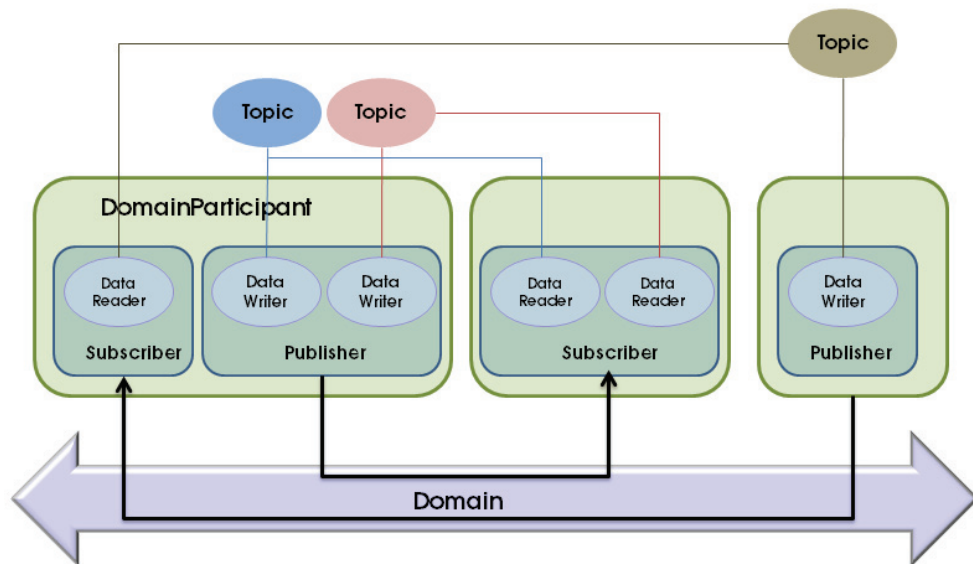 Topic
Topic
Topic
DomainParticipant
Data
Reader
Data
Writer
Data
Writer
Data
Reader
Data
Reader
Data
Writer
Subscriber
Publisher
Subscriber
Publisher
Domain